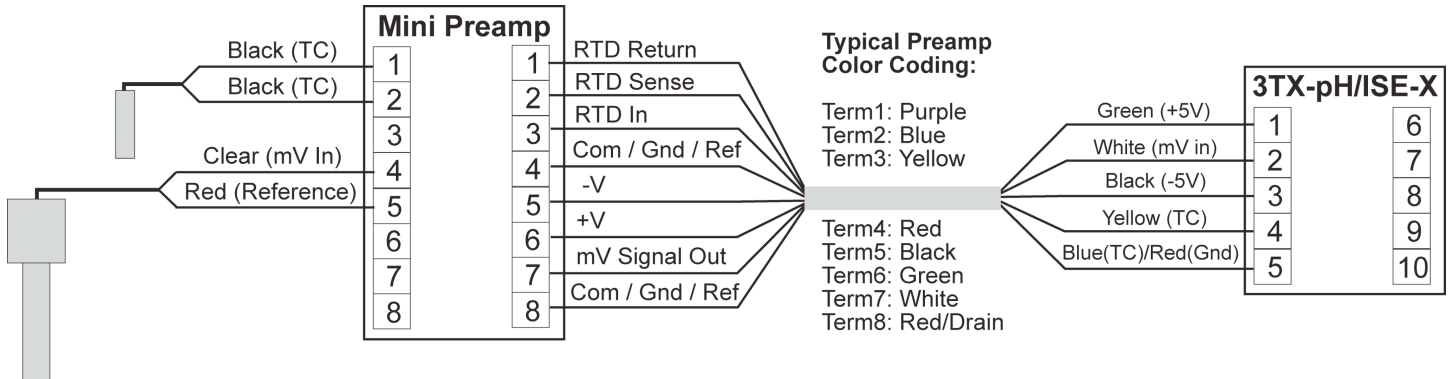 Mini Preamp
Black (TC)
Black (TC)
Clear (mV In)
Red (Reference)
1
2
3
4
5
6
7
8
1
2
3
4
5
6
7
8
RTD Return
RTD Sense
RTD In
Com / Gnd / Ref
-V
+V
mV Signal Out
Com / Gnd / Ref
Typical Preamp
Color Coding:
Term1: Purple
Term2: Blue
Term3: Yellow
Term4: Red
Term5: Black
Term6: Green
Term7: White
Term8: Red/Drain
Green (+5V)
White (mV in)
Black (-5V)
Yellow (TC)
Blue(TC)/Red(Gnd)
3TX-pH/ISE-X
1
2
3
4
5
6
7
8
9
10